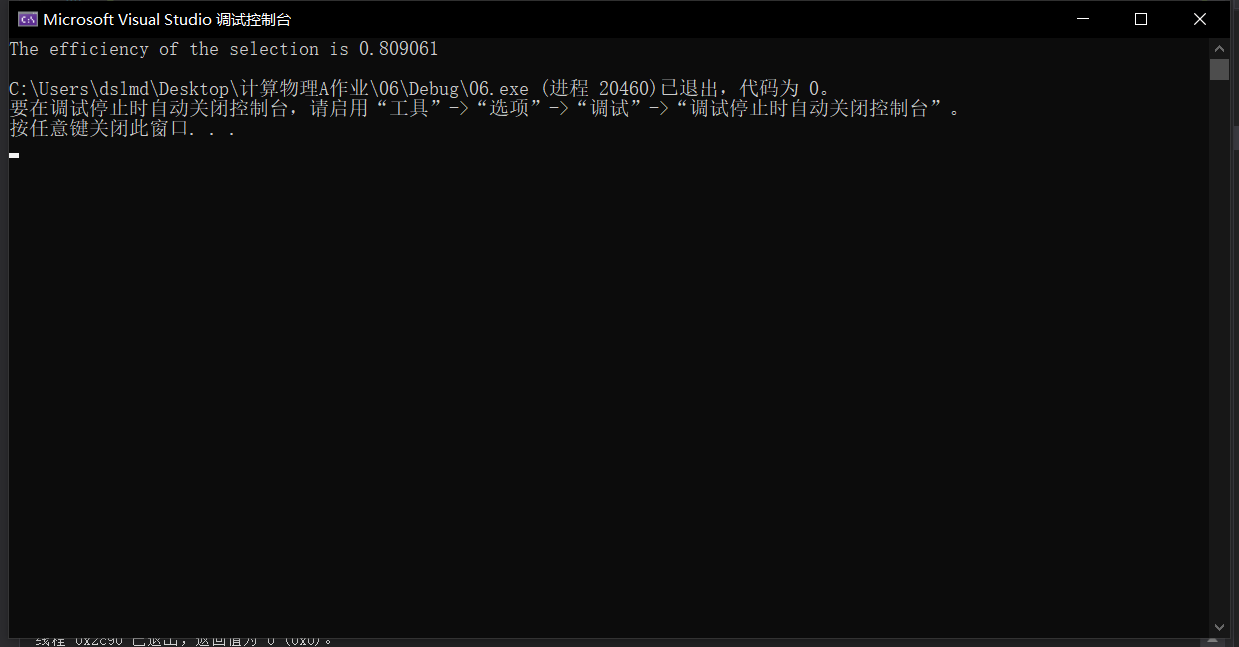 Microsoft Visual Studio 调试控制台
The efficiency of the selection is 0.809061
C:\Users\dslmd\Desktop\计算物理A作业\06\Debug\06.exe (进程 20460)已退出，代码为 0。
要在调试停止时自动关闭控制台，请启用“工具”->“选项”->“调试”->“调试停止时自动关闭控制台”。
按任意键关闭此窗口. . .
线程 0x2c90 已退出，返回值为 0 (0x0)。